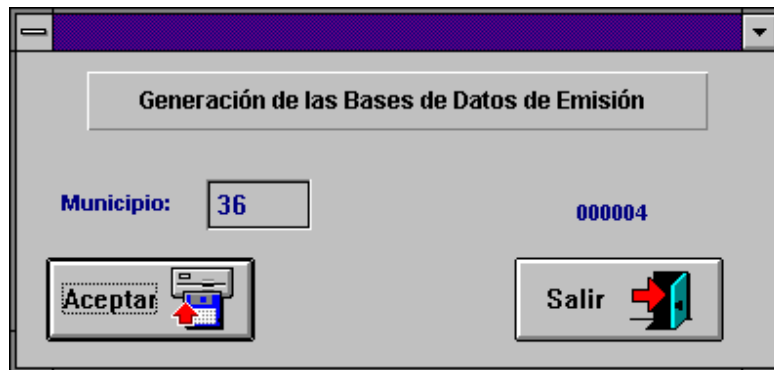 Generación de las Bases de Datos de Emisión
Municipio: 36
000004
Aceptar
Salir